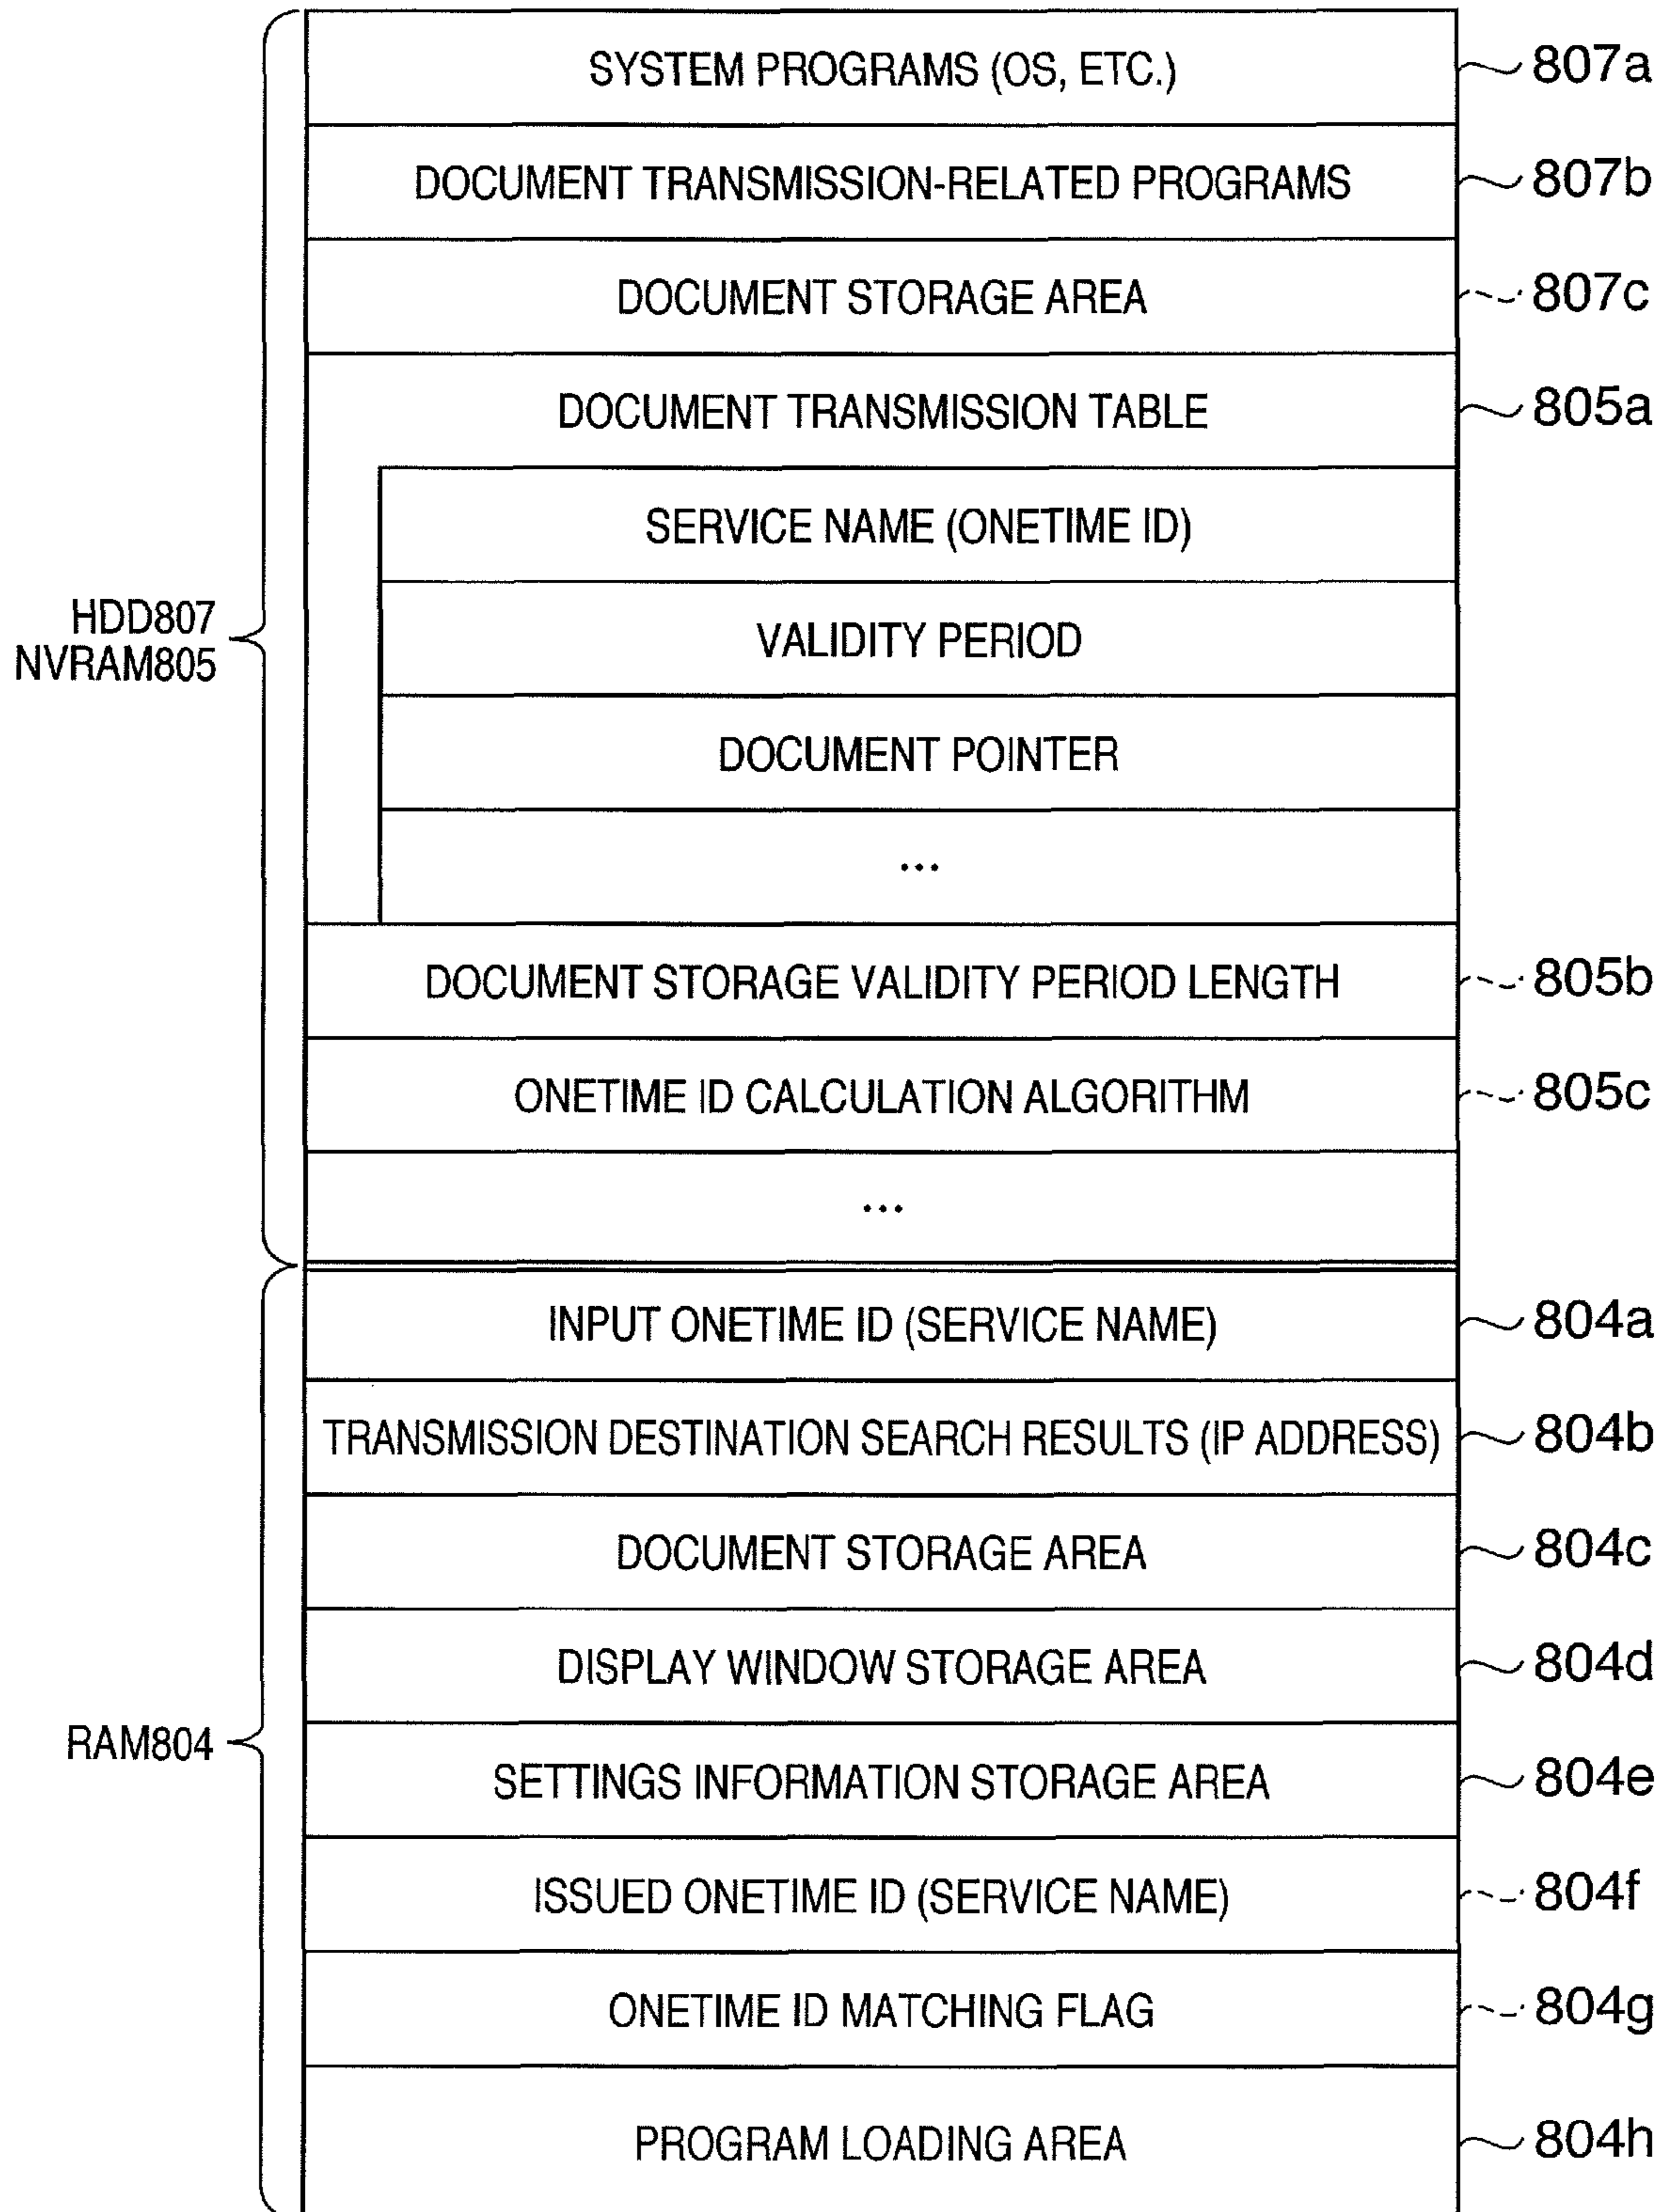 SYSTEM PROGRAMS (OS, ETC.) 807a
DOCUMENT TRANSMISSION-RELATED PROGRAMS 807b
DOCUMENT STORAGE AREA 807c
DOCUMENT TRANSMISSION TABLE 805a
SERVICE NAME (ONETIME ID)
HDD807
NVRAM805
VALIDITY PERIOD
DOCUMENT POINTER
...
DOCUMENT STORAGE VALIDITY PERIOD LENGTH 805b
ONETIME ID CALCULATION ALGORITHM 805c
...
INPUT ONETIME ID (SERVICE NAME) 804a
TRANSMISSION DESTINATION SEARCH RESULTS (IP ADDRESS) 804b
DOCUMENT STORAGE AREA 804c
DISPLAY WINDOW STORAGE AREA 804d
RAM804
SETTINGS INFORMATION STORAGE AREA 804e
ISSUED ONETIME ID (SERVICE NAME) 804f
ONETIME ID MATCHING FLAG 804g
PROGRAM LOADING AREA 804h